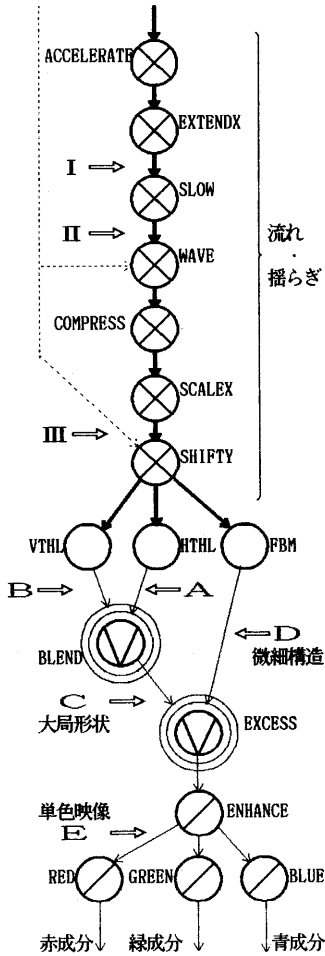 ACCELERATE
EXTENDX
I
SLOW
II
WAVE
流れ
・
揺らぎ
COMPRESS
SCALEX
III
SHIFTY
VTHL
HTHL
FBM
B
A
D
微細構造
BLEND
C
大局形状
EXCESS
単色映像
ENHANCE
E
RED
GREEN
BLUE
赤成分
緑成分
青成分